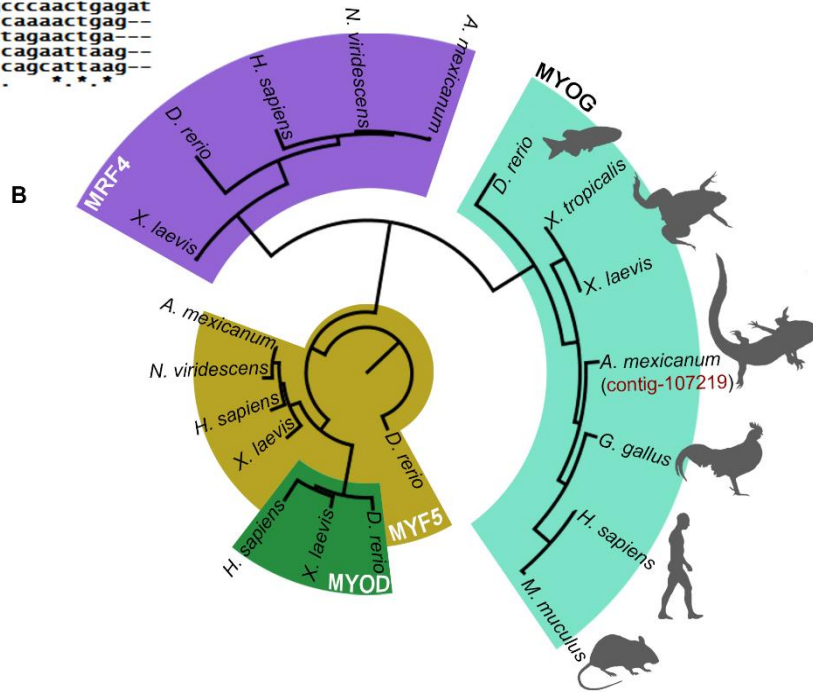 cccaactgagat
caaaactgag--
tagaactga---
cagaattaag--
cagcattaag--
.   *.*.*
B
MRF4
X. laevis
D. rerio
H. sapiens
N. viridescens
A. mexicanum
MYOG
D. rerio
X. tropicalis
X. laevis
A. mexicanum
(contig-107219)
G. gallus
H. sapiens
M. muculus
A. mexicanum
N. viridescens
H. sapiens
X. laevis
D. rerio
MYF5
H. sapiens
X. laevis
D. rerio
MYOD